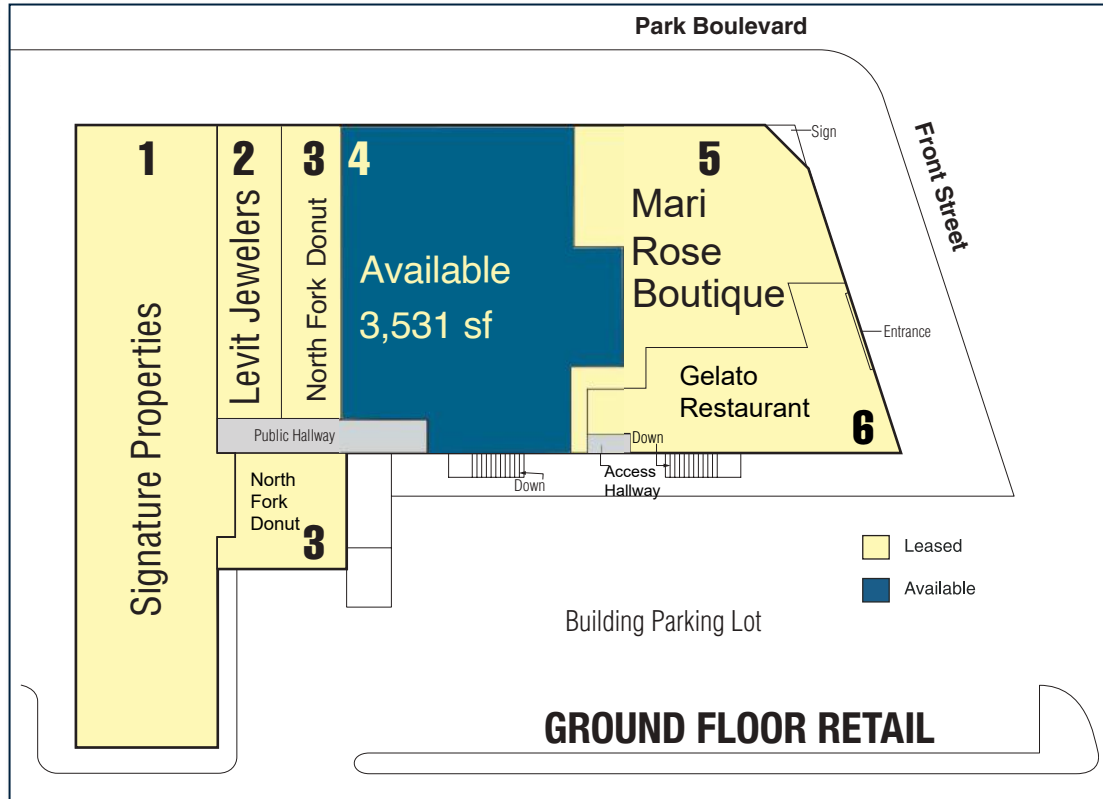 Park Boulevard
Sign
Front Street
1
2
3
4
5
Signature Properties
Levit Jewelers
North Fork Donut
Available
3,531 sf
Mari
Rose
Boutique
Entrance
Gelato
Restaurant
6
Public Hallway
Down
Down
Access
Hallway
North
Fork
Donut
3
Leased
Available
Building Parking Lot
GROUND FLOOR RETAIL